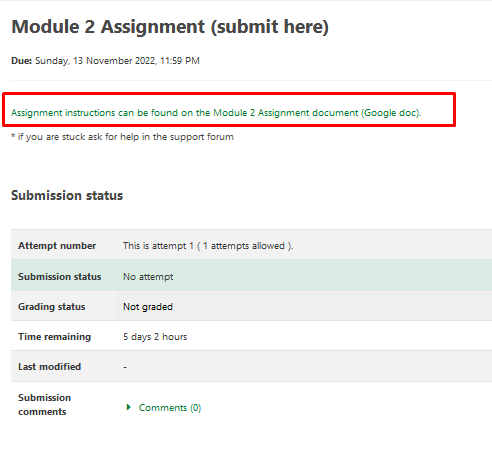 Module 2 Assignment (submit here)
Due: Sunday, 13 November 2022, 11:59 PM
Assignment instructions can be found on the Module 2 Assignment document (Google doc).
* if you are stuck ask for help in the support forum
Submission status
Attempt number This is attempt 1 ( 1 attempts allowed ).
Submission status No attempt
Grading status Not graded
Time remaining 5 days 2 hours
Last modified -
Submission
comments Comments (0)